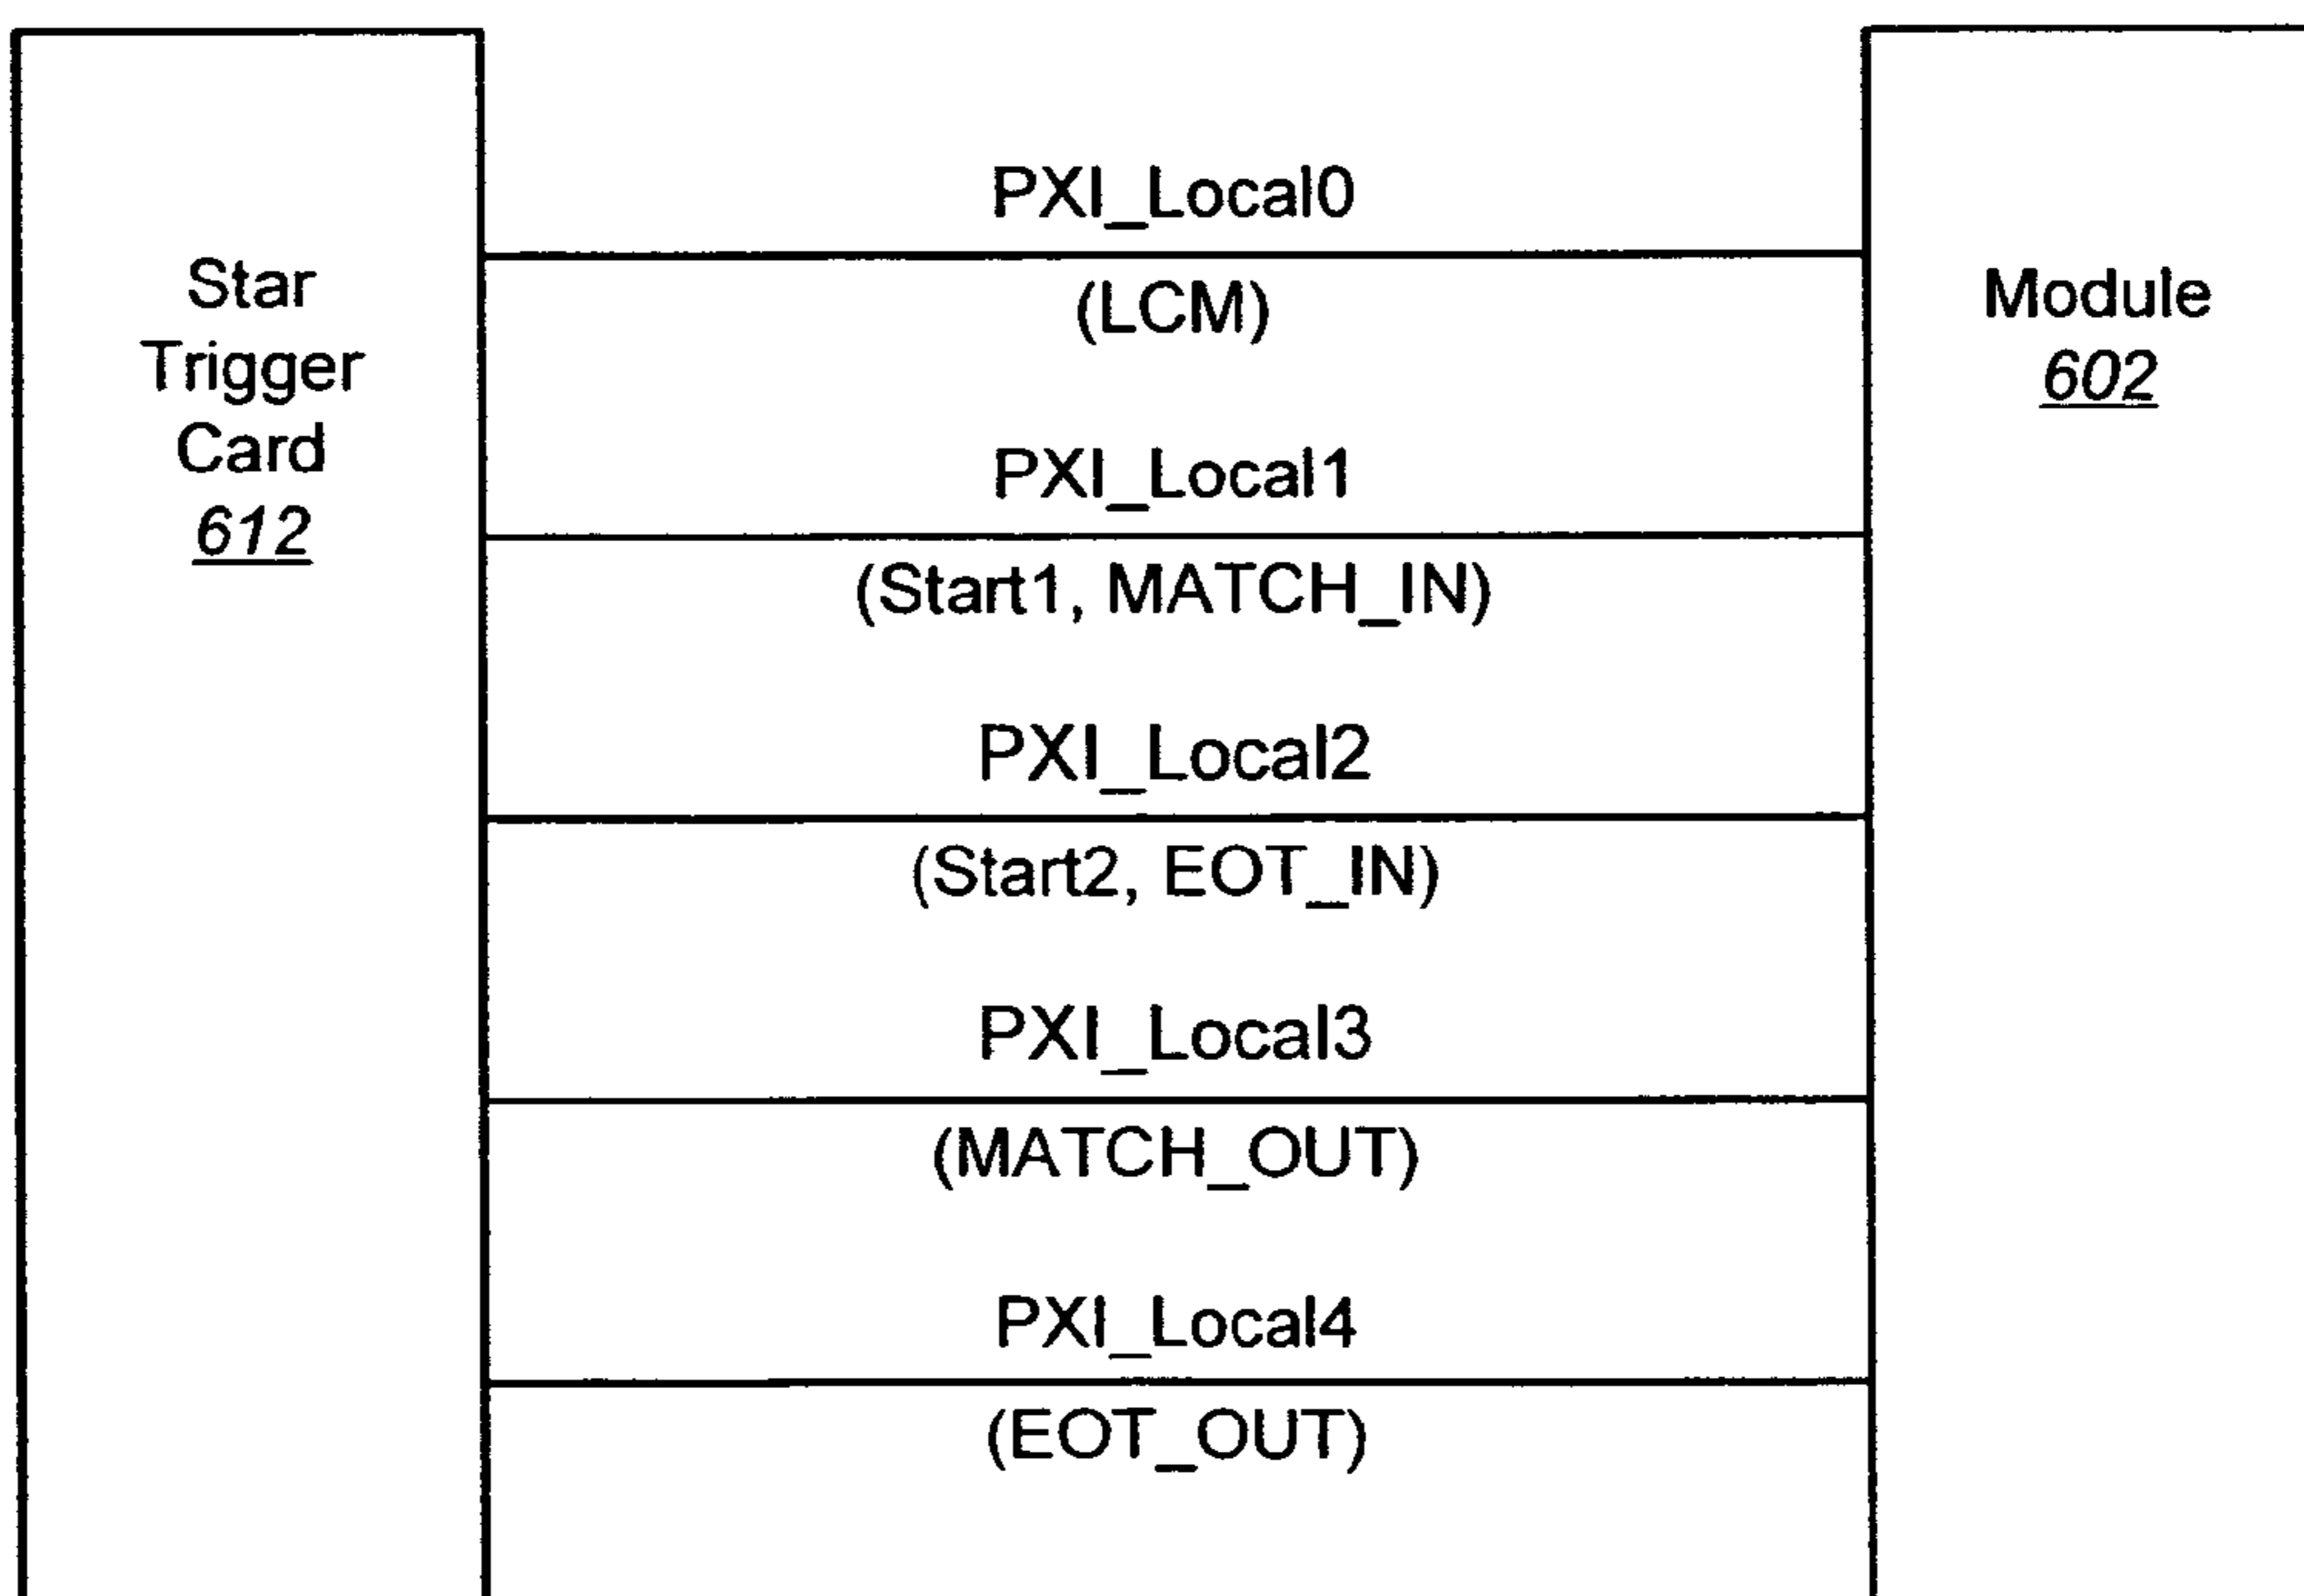 Star
Trigger
Card
612
PXI_Local0
(LCM)
PXI_Local1
(Start1, MATCH_IN)
PXI_Local2
(Start2, EOT_IN)
PXI_Local3
(MATCH_OUT)
PXI_Local4
(EOT_OUT)
Module
602